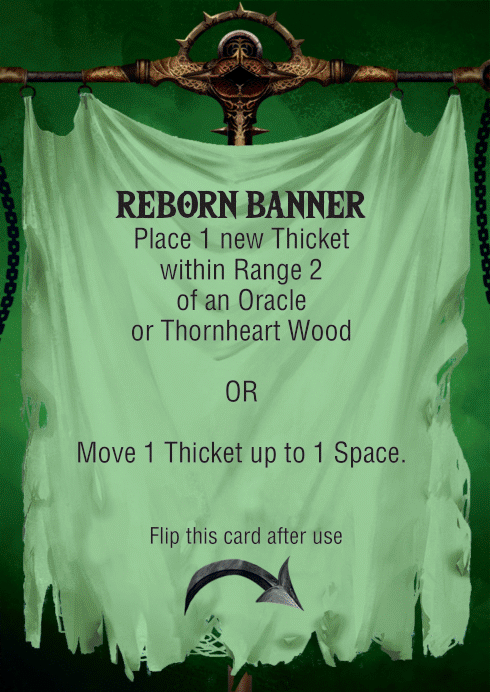 REBORN BANNER
Place 1 new Thicket
within Range 2
of an Oracle
or Thornheart Wood
OR
Move 1 Thicket up to 1 Space.
Flip this card after use